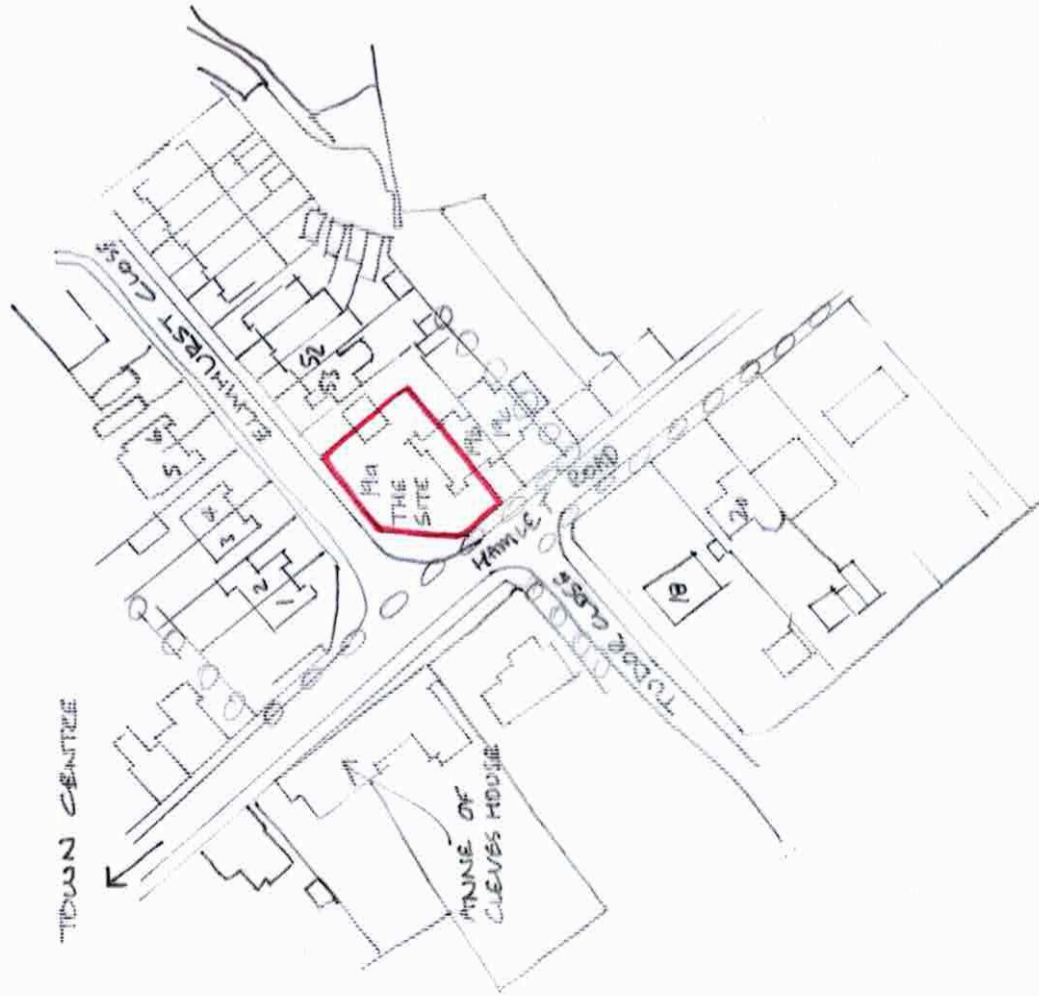 TOWN CENTRE
ELMHURST CLOSE
6
5
4
3
2
1
52
53
19a
THE
SITE
19b
HAMLET ROAD
TUDOR CLOSE
ANNE OF
CLEVES HOUSE
18
20